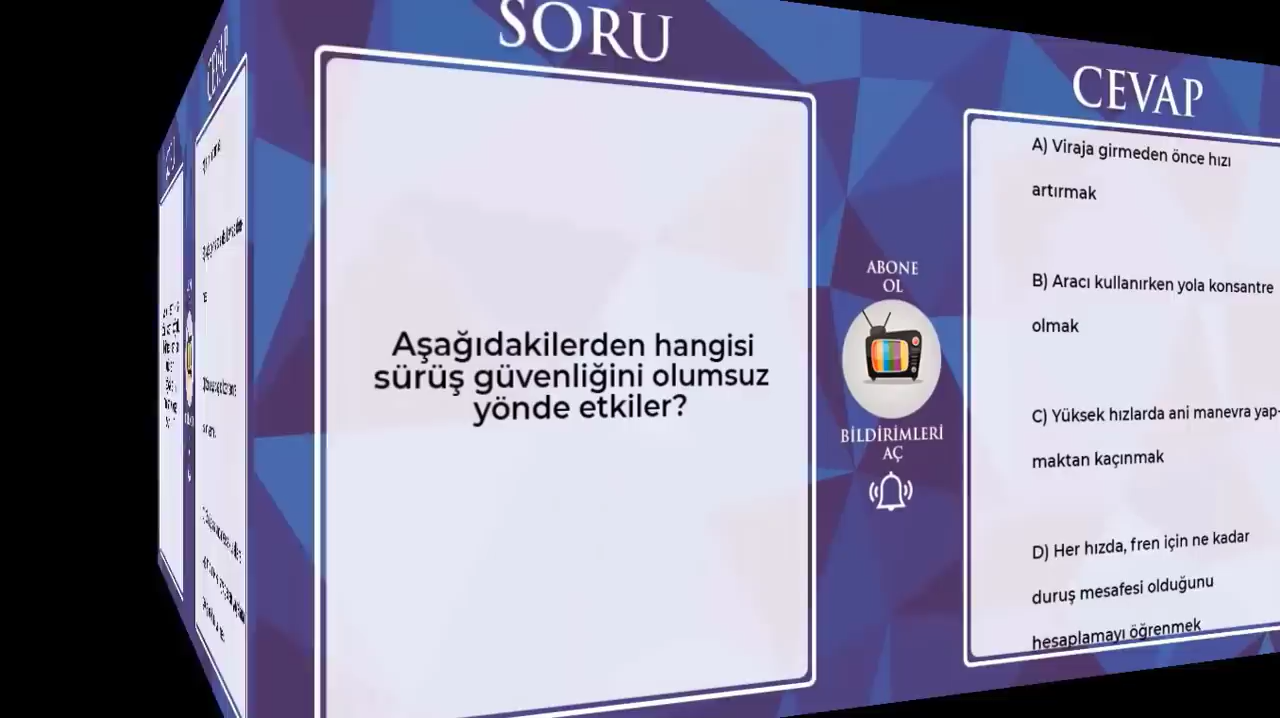 SORU
Aşağıdakilerden hangisi
sürüş güvenliğini olumsuz
yönde etkiler?
ABONE
OL
BİLDİRİMLERİ
AÇ
CEVAP
A) Viraja girmeden önce hızı
artırmak
B) Aracı kullanırken yola konsantre
olmak
C) Yüksek hızlarda ani manevra yap-
maktan kaçınmak
D) Her hızda, fren için ne kadar
duruş mesafesi olduğunu
hesaplamayı öğrenmek
CEVAP